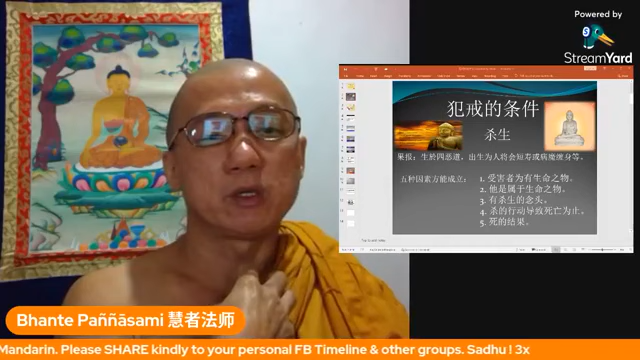 Powered by
StreamYard
犯戒的条件
杀生
果报：生於四恶道，出生为人将会短寿或病魔缠身等。
五种因素方能成立：
1. 受害者为有生命之物。
2. 他是属于生命之物。
3. 有杀生的念头。
4. 杀的行动导致死亡为止。
5. 死的结果。
Bhante Paññāsami 慧者法师
Mandarin. Please SHARE kindly to your personal FB Timeline & other groups. Sadhu ! 3x